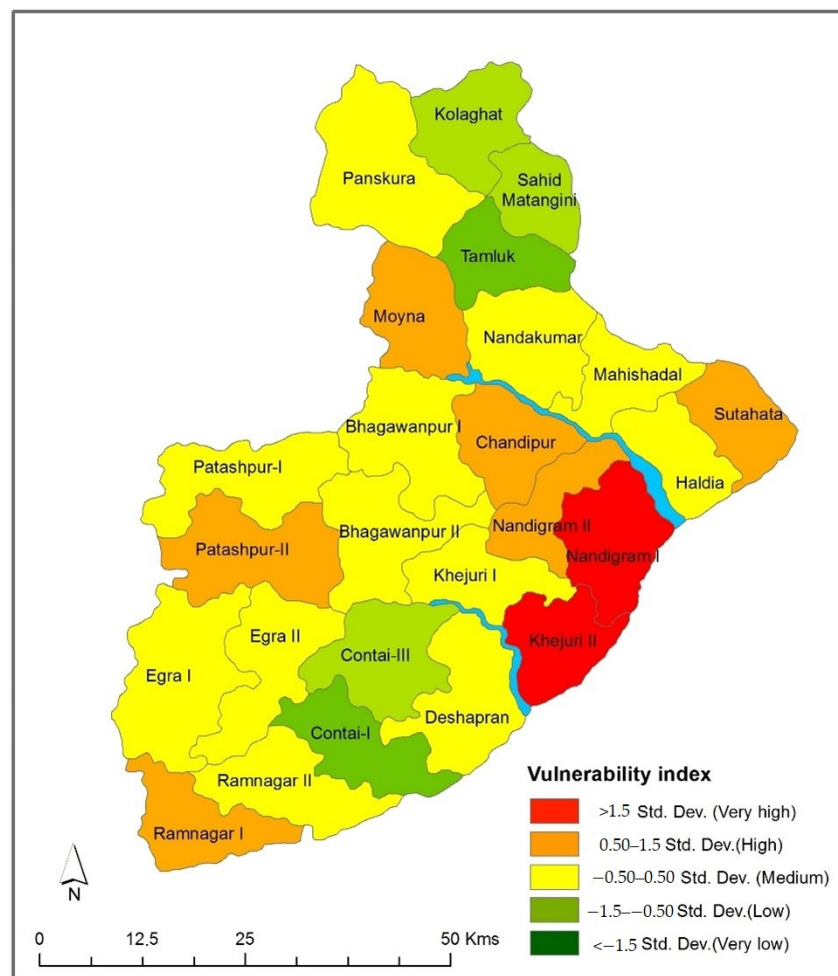 Kolaghat
Panskura
Sahid
Matangini
Tamluk
Moyna
Nandakumar
Mahishadal
Sutahata
Bhagawanpur I
Chandipur
Patashpur-I
Haldia
Nandigram II
Bhagawanpur II
Patashpur-II
Nandigram I
Khejuri I
Egra II
Khejuri II
Contai-III
Egra I
Deshapran
Contai-I
Ramnagar II
Ramnagar I
Vulnerability index
>1.5 Std. Dev. (Very high)
0.50–1.5 Std. Dev.(High)
−0.50–0.50 Std. Dev. (Medium)
−1.5–−0.50 Std. Dev.(Low)
<−1.5 Std. Dev.(Very low)
N
0 12.5 25 50 Kms